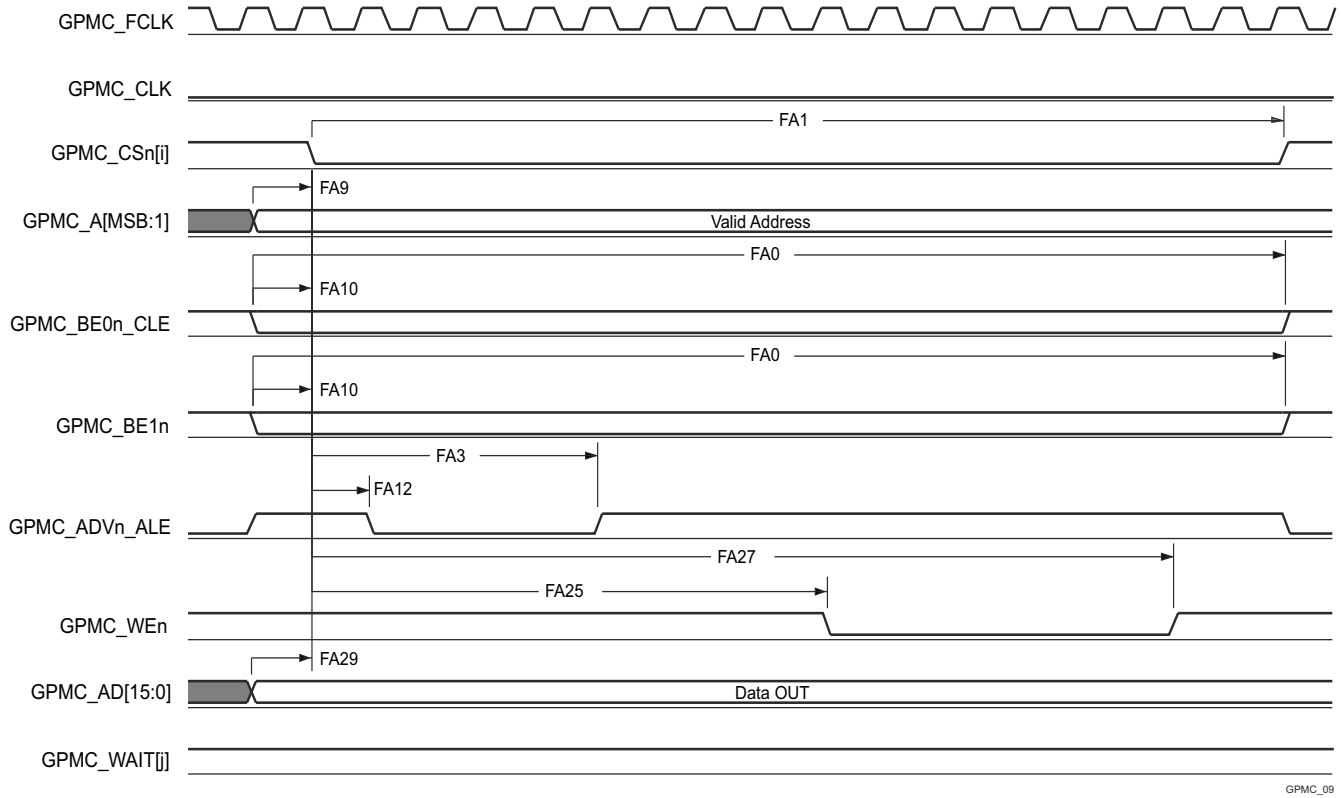 GPMC_FCLK
GPMC_CLK
FA1
GPMC_CSn[i]
FA9
GPMC_A[MSB:1]
Valid Address
FA0
FA10
GPMC_BE0n_CLE
FA0
FA10
GPMC_BE1n
FA3
FA12
GPMC_ADVn_ALE
FA27
FA25
GPMC_WEn
FA29
GPMC_AD[15:0]
Data OUT
GPMC_WAIT[j]
GPMC_09